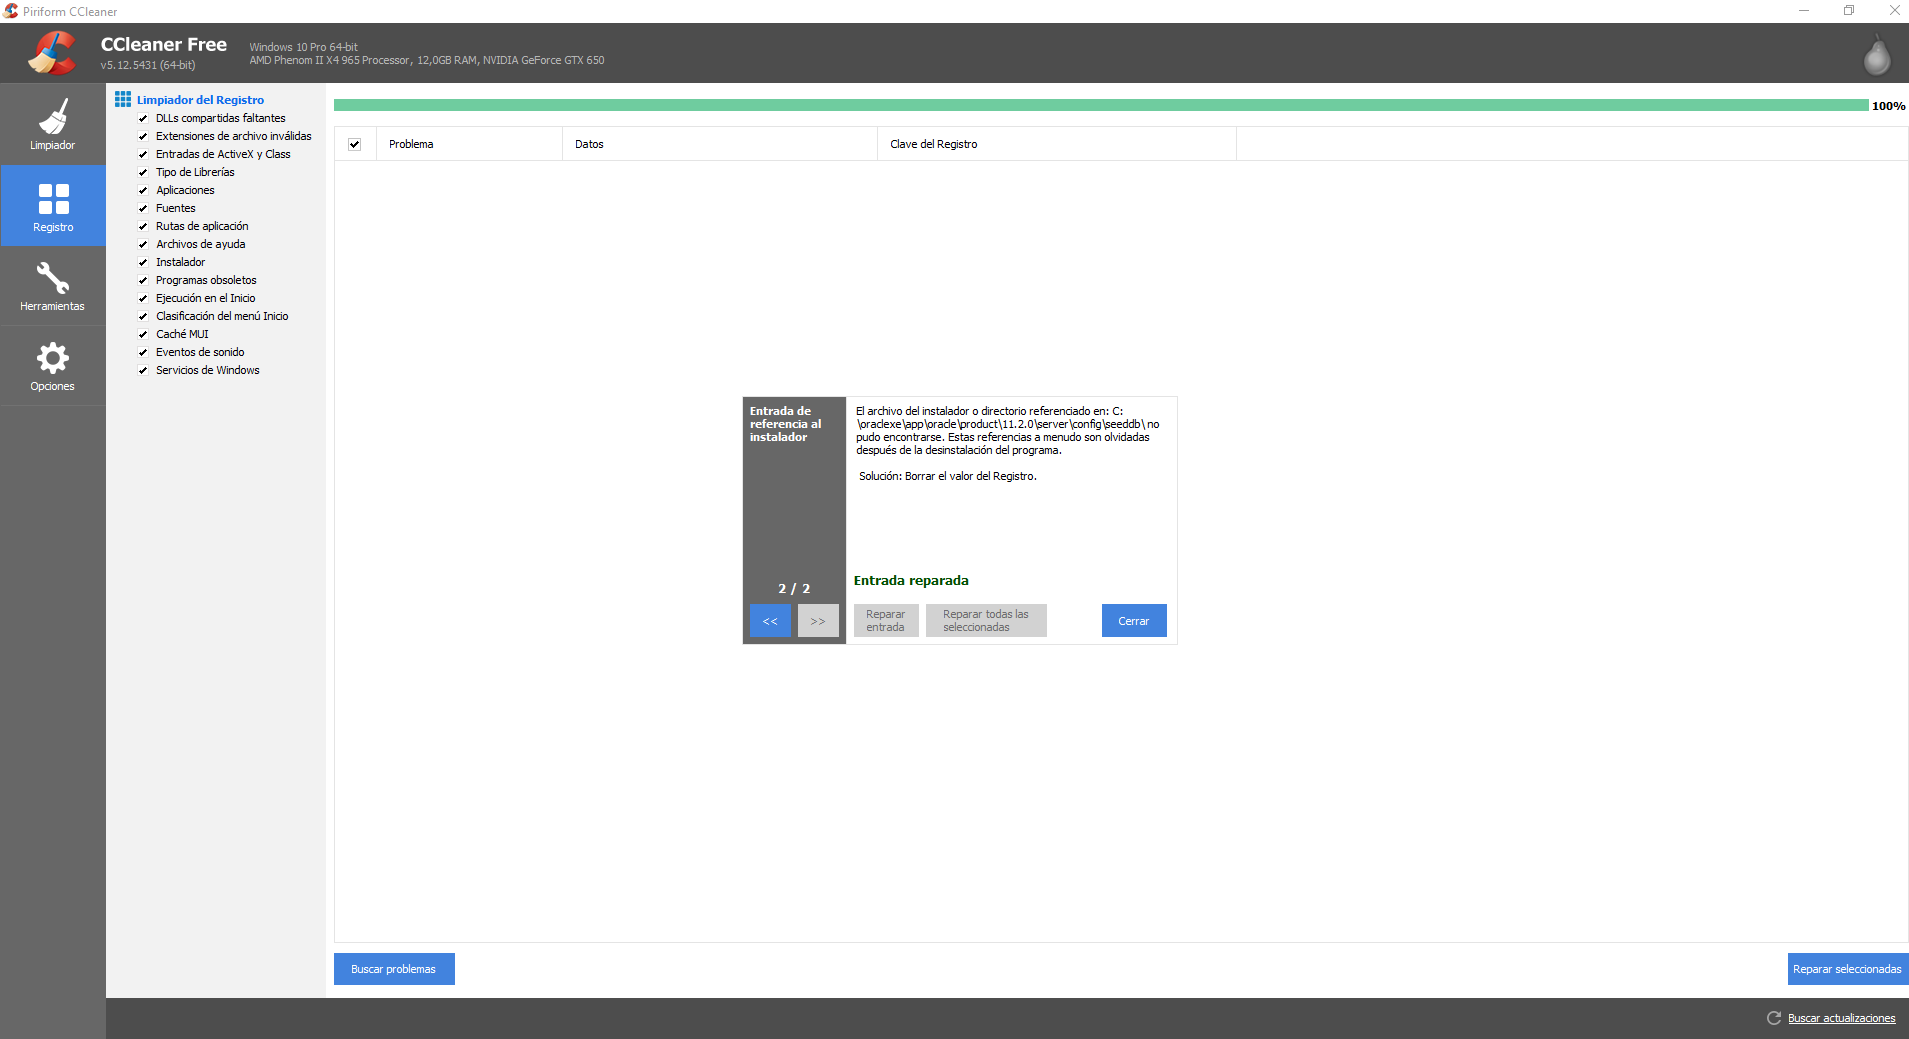 Piriform CCleaner
CCleaner Free
v5.12.5431 (64-bit)
Windows 10 Pro 64-bit
AMD Phenom II X4 965 Processor, 12,0GB RAM, NVIDIA GeForce GTX 650
Limpiador
Registro
Herramientas
Opciones
Limpiador del Registro
DLLs compartidas faltantes
Extensiones de archivo inválidas
Entradas de ActiveX y Class
Tipo de Librerías
Aplicaciones
Fuentes
Rutas de aplicación
Archivos de ayuda
Instalador
Programas obsoletos
Ejecución en el Inicio
Clasificación del menú Inicio
Caché MUI
Eventos de sonido
Servicios de Windows
100%
Problema
Datos
Clave del Registro
Entrada de
referencia al
instalador
2 / 2
<<
>>
El archivo del instalador o directorio referenciado en: C:
\oraclexe\app\oracle\product\11.2.0\server\config\seeddb\ no
pudo encontrarse. Estas referencias a menudo son olvidadas
después de la desinstalación del programa.
Solución: Borrar el valor del Registro.
Entrada reparada
Reparar
entrada
Reparar todas las
seleccionadas
Cerrar
Buscar problemas
Reparar seleccionadas
Buscar actualizaciones